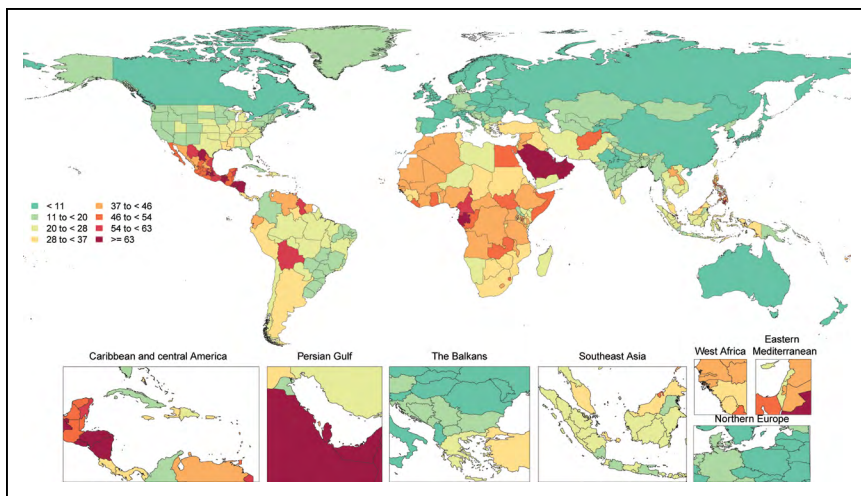 < 11
11 to < 20
20 to < 28
28 to < 37
37 to < 46
46 to < 54
54 to < 63
>= 63
Caribbean and central America
Persian Gulf
The Balkans
Southeast Asia
West Africa
Eastern
Mediterranean
Northern Europe